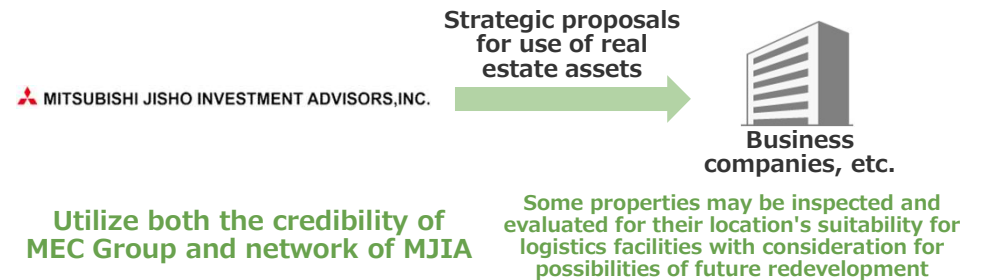 Strategic proposals
for use of real
estate assets
MITSUBISHI JISHO INVESTMENT ADVISORS,INC.
Business
companies, etc.
Utilize both the credibility of
MEC Group and network of MJIA
Some properties may be inspected and
evaluated for their location's suitability for
logistics facilities with consideration for
possibilities of future redevelopment